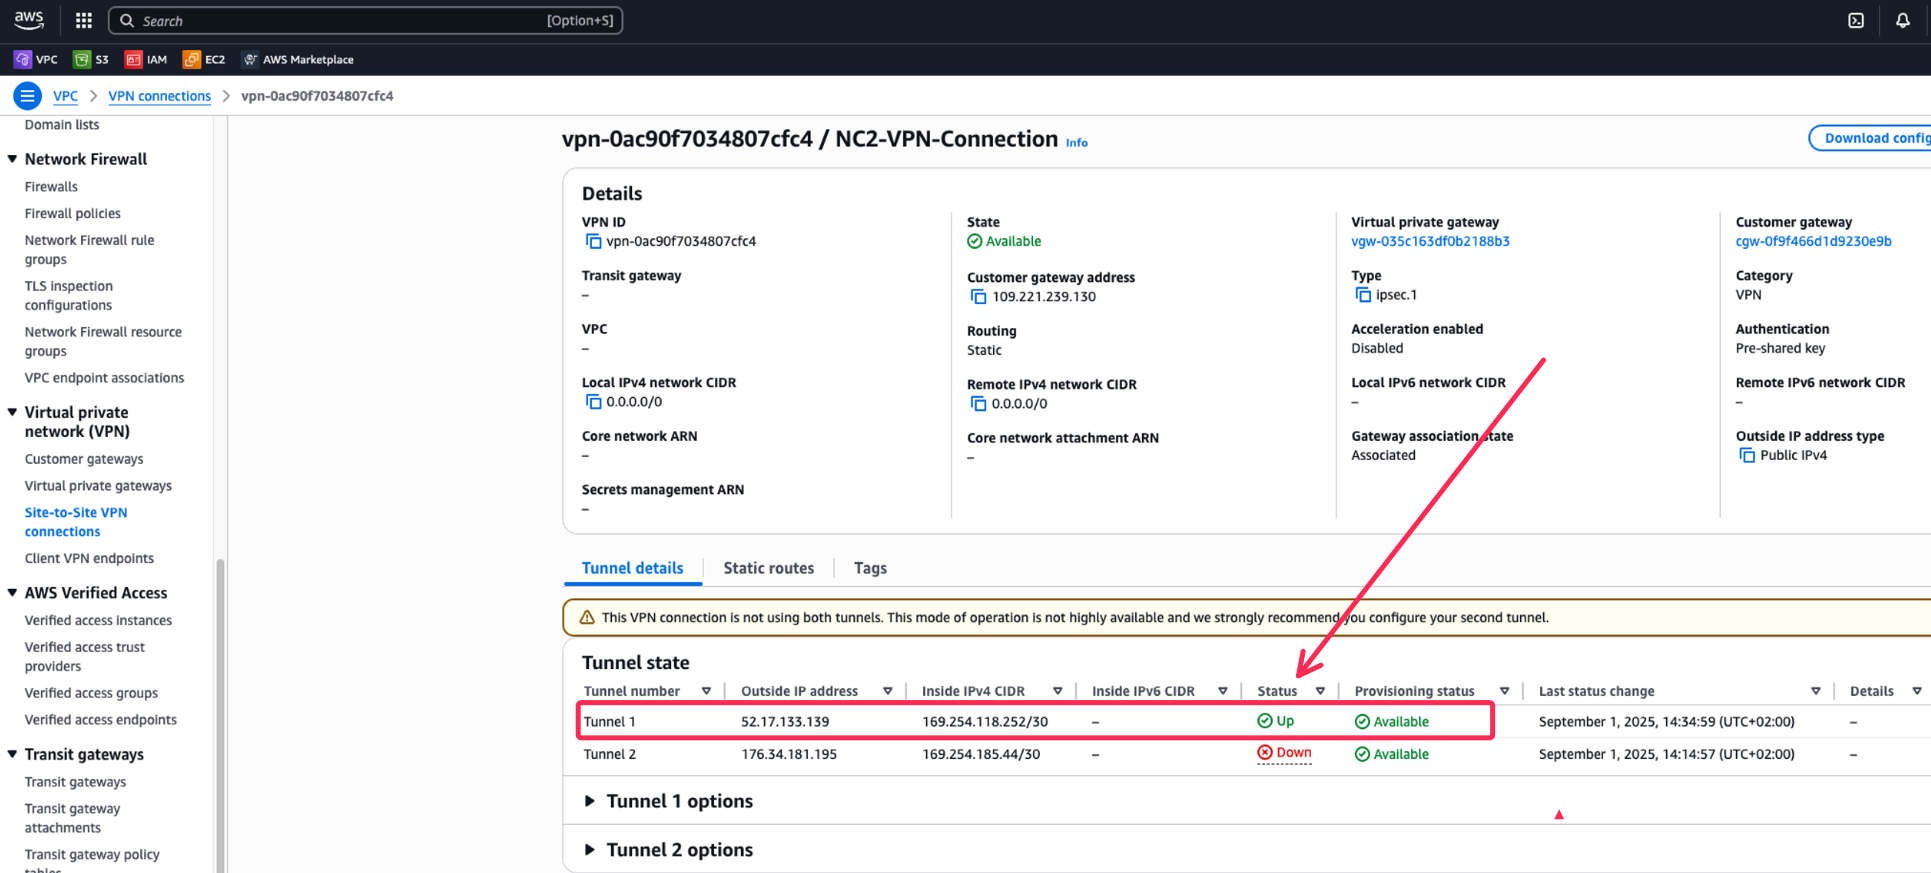 aws
Search [Option+S]
VPC S3 IAM EC2 AWS Marketplace
VPC VPN connections vpn-0ac90f7034807cfc4
Domain lists
Network Firewall
Firewalls
Firewall policies
Network Firewall rule
groups
TLS inspection
configurations
Network Firewall resource
groups
VPC endpoint associations
Virtual private
network (VPN)
Customer gateways
Virtual private gateways
Site-to-Site VPN
connections
Client VPN endpoints
AWS Verified Access
Verified access instances
Verified access trust
providers
Verified access groups
Verified access endpoints
Transit gateways
Transit gateways
Transit gateway
attachments
Transit gateway policy
tables
vpn-0ac90f7034807cfc4 / NC2-VPN-Connection Info
Download config
Details
VPN ID
vpn-0ac90f7034807cfc4
Transit gateway
–
VPC
–
Local IPv4 network CIDR
0.0.0.0/0
Core network ARN
–
Secrets management ARN
–
State
Available
Customer gateway address
109.221.239.130
Routing
Static
Remote IPv4 network CIDR
0.0.0.0/0
Core network attachment ARN
–
Virtual private gateway
vgw-035c163df0b2188b3
Type
ipsec.1
Acceleration enabled
Disabled
Local IPv6 network CIDR
–
Gateway association state
Associated
Customer gateway
cgw-0f9f466d1d9230e9b
Category
VPN
Authentication
Pre-shared key
Remote IPv6 network CIDR
–
Outside IP address type
Public IPv4
Tunnel details Static routes Tags
This VPN connection is not using both tunnels. This mode of operation is not highly available and we strongly recommend you configure your second tunnel.
Tunnel state
Tunnel number Outside IP address Inside IPv4 CIDR Inside IPv6 CIDR Status Provisioning status Last status change Details
Tunnel 1 52.17.133.139 169.254.118.252/30 – Up Available September 1, 2025, 14:34:59 (UTC+02:00) –
Tunnel 2 176.34.181.195 169.254.185.44/30 – Down Available September 1, 2025, 14:14:57 (UTC+02:00) –
Tunnel 1 options
Tunnel 2 options